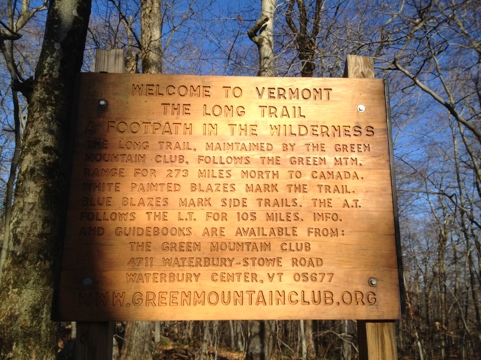 WELCOME TO VERMONT
THE LONG TRAIL
FOOTPATH IN THE WILDERNESS
THE LONG TRAIL, MAINTAINED BY THE GREEN
MOUNTAIN CLUB, FOLLOWS THE GREEN MTN.
RANGE FOR 273 MILES NORTH TO CANADA.
WHITE PAINTED BLAZES MARK THE TRAIL.
BLUE BLAZES MARK SIDE TRAILS. THE A.T.
FOLLOWS THE L.T. FOR 105 MILES. INFO.
AND GUIDEBOOKS ARE AVAILABLE FROM:
THE GREEN MOUNTAIN CLUB
4711 WATERBURY-STOWE ROAD
WATERBURY CENTER, VT 05677
WWW.GREENMOUNTAINCLUB.ORG